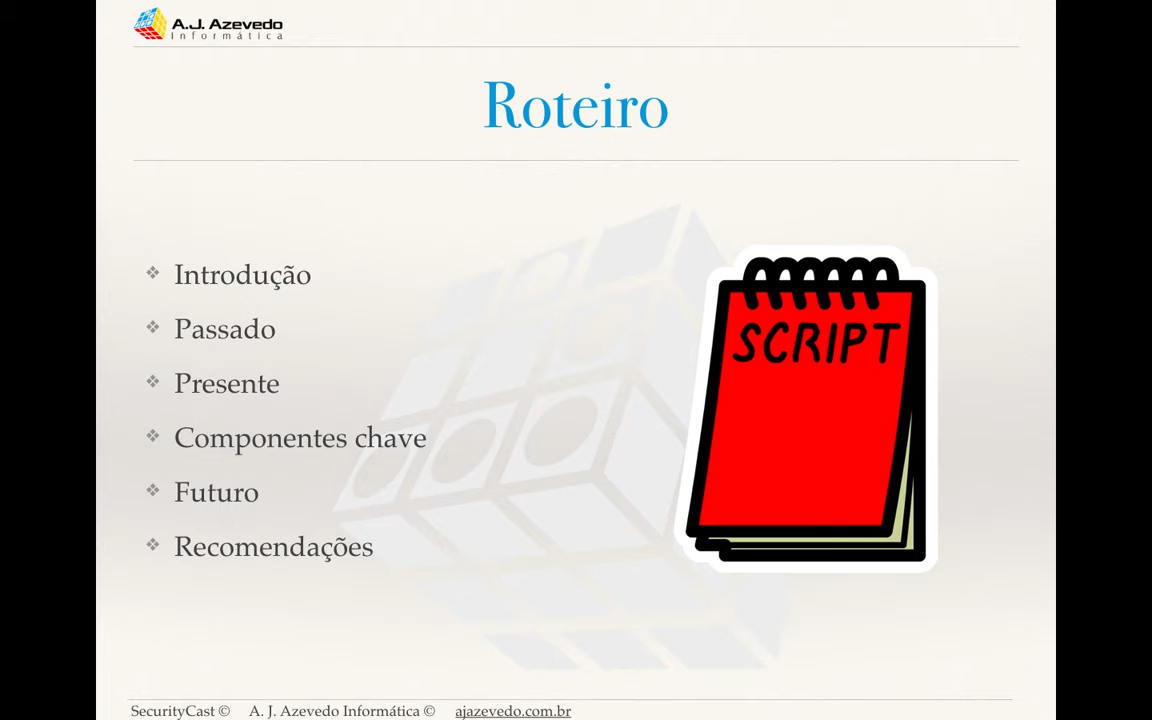 A.J. Azevedo
Informática
Roteiro
Introdução
Passado
Presente
Componentes chave
Futuro
Recomendações
SCRIPT
SecurityCast © A. J. Azevedo Informática © ajazevedo.com.br